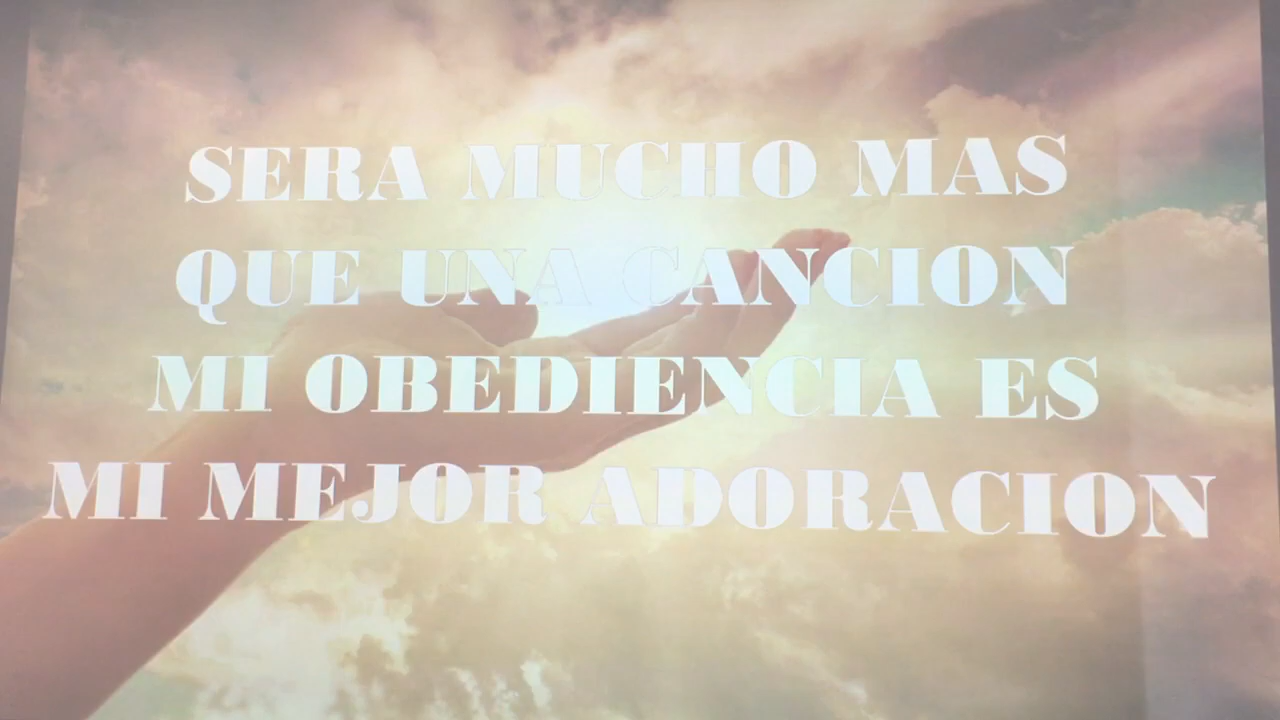 SERA MUCHO MAS
QUE UNA CANCION
MI OBEDIENCIA ES
MI MEJOR ADORACION